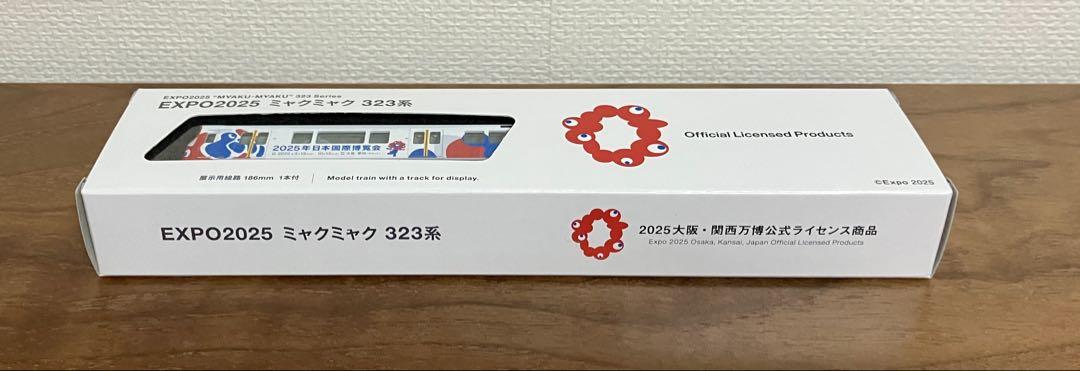 EXPO2025 "MYAKU-MYAKU" 323 Series
EXPO2025 ミャクミャク 323系
2025年日本国際博覧会
Official Licensed Products
展示用線路 186mm 1本付 | Model train with a track for display.
©Expo 2025
EXPO2025 ミャクミャク 323系
2025大阪・関西万博公式ライセンス商品
Expo 2025 Osaka, Kansai, Japan Official Licensed Products